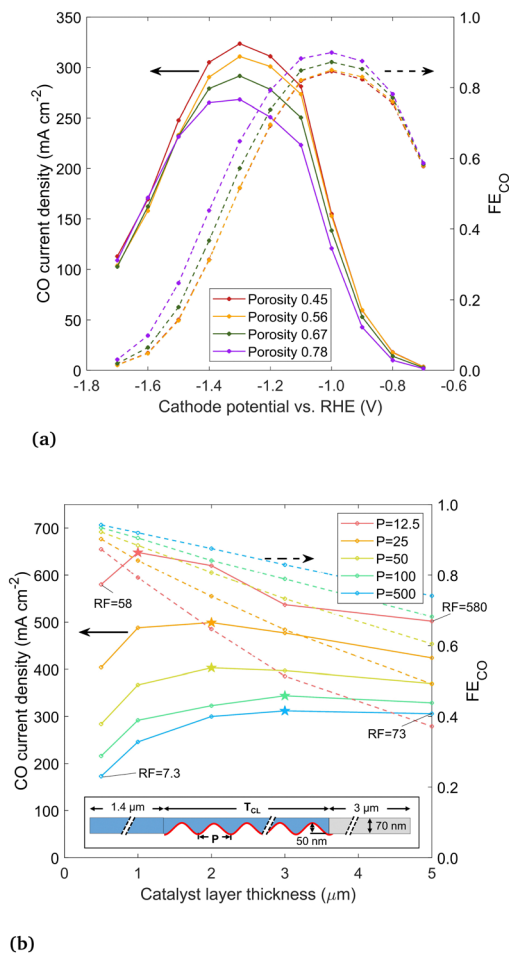 350
300
250
200
150
100
50
0
CO current density (mA cm⁻²)
1.0
0.8
0.6
0.4
0.2
0.0
FE_CO
Porosity 0.45
Porosity 0.56
Porosity 0.67
Porosity 0.78
-1.8 -1.6 -1.4 -1.2 -1.0 -0.8 -0.6
Cathode potential vs. RHE (V)
(a)
700
600
500
400
300
200
100
0
CO current density (mA cm⁻²)
1.0
0.8
0.6
0.4
0.2
0.0
FE_CO
P=12.5
P=25
P=50
P=100
P=500
RF=58
RF=580
RF=73
RF=7.3
1.4 μm T_CL 3 μm
70 nm
P
50 nm
0 1 2 3 4 5
Catalyst layer thickness (μm)
(b)